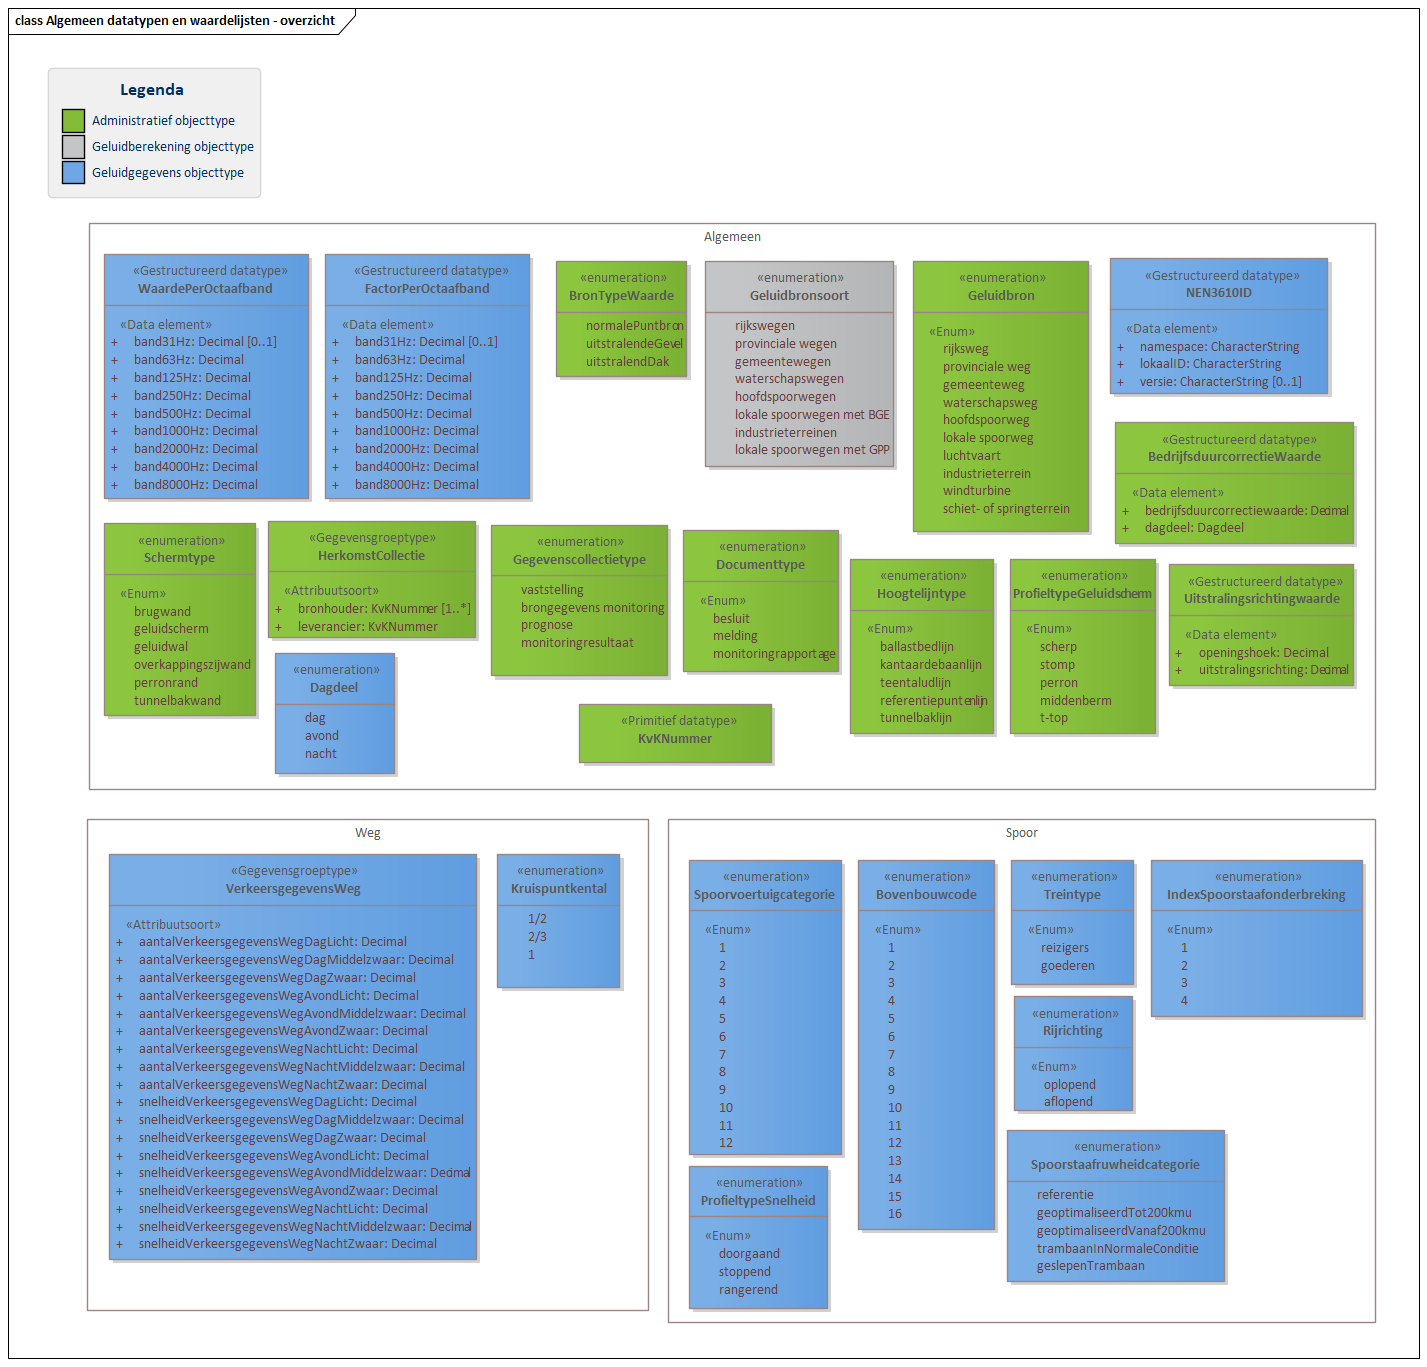 class Algemeen datatypen en waardelijsten - overzicht
Legenda
Administratief objecttype
Geluidberekening objecttype
Geluidgegevens objecttype
Algemeen
«Gestructureerd datatype»
WaardePerOctaafband
«Data element»
+ band31Hz: Decimal [0..1]
+ band63Hz: Decimal
+ band125Hz: Decimal
+ band250Hz: Decimal
+ band500Hz: Decimal
+ band1000Hz: Decimal
+ band2000Hz: Decimal
+ band4000Hz: Decimal
+ band8000Hz: Decimal
«Gestructureerd datatype»
FactorPerOctaafband
«Data element»
+ band31Hz: Decimal [0..1]
+ band63Hz: Decimal
+ band125Hz: Decimal
+ band250Hz: Decimal
+ band500Hz: Decimal
+ band1000Hz: Decimal
+ band2000Hz: Decimal
+ band4000Hz: Decimal
+ band8000Hz: Decimal
«enumeration»
BronTypeWaarde
normalePuntbron
uitstralendeGevel
uitstralendDak
«enumeration»
Geluidbronsoort
rijkswegen
provinciale wegen
gemeentewegen
waterschapswegen
hoofdspoorwegen
lokale spoorwegen met BGE
industrieterreinen
lokale spoorwegen met GPP
«enumeration»
Geluidbron
«Enum»
rijksweg
provinciale weg
gemeenteweg
waterschapsweg
hoofdspoorweg
lokale spoorweg
luchtvaart
industrieterrein
windturbine
schiet- of springterrein
«Gestructureerd datatype»
NEN3610ID
«Data element»
+ namespace: CharacterString
+ lokaalID: CharacterString
+ versie: CharacterString [0..1]
«Gestructureerd datatype»
BedrijfsduurcorrectieWaarde
«Data element»
+ bedrijfsduurcorrectiewaarde: Decimal
+ dagdeel: Dagdeel
«enumeration»
Schermtype
«Enum»
brugwand
geluidscherm
geluidwal
overkappingszijwand
perronrand
tunnelbakwand
«Gegevensgroeptype»
HerkomstCollectie
«Attribuutsoort»
+ bronhouder: KvKNummer [1..*]
+ leverancier: KvKNummer
«enumeration»
Gegevenscollectietype
vaststelling
brongegevens monitoring
prognose
monitoringresultaat
«enumeration»
Documenttype
«Enum»
besluit
melding
monitoringrapportage
«enumeration»
Hoogtelijntype
«Enum»
ballastbedlijn
kantaardebaanlijn
teentaludlijn
referentiepuntenlijn
tunnelbaklijn
«enumeration»
ProfieltypeGeluidscherm
«Enum»
scherp
stomp
perron
middenberm
t-top
«Gestructureerd datatype»
Uitstralingsrichtingwaarde
«Data element»
+ openingshoek: Decimal
+ uitstralingsrichting: Decimal
«enumeration»
Dagdeel
dag
avond
nacht
«Primitief datatype»
KvKNummer
Weg
«Gegevensgroeptype»
VerkeersgegevensWeg
«Attribuutsoort»
+ aantalVerkeersgegevensWegDagLicht: Decimal
+ aantalVerkeersgegevensWegDagMiddelzwaar: Decimal
+ aantalVerkeersgegevensWegDagZwaar: Decimal
+ aantalVerkeersgegevensWegAvondLicht: Decimal
+ aantalVerkeersgegevensWegAvondMiddelzwaar: Decimal
+ aantalVerkeersgegevensWegAvondZwaar: Decimal
+ aantalVerkeersgegevensWegNachtLicht: Decimal
+ aantalVerkeersgegevensWegNachtMiddelzwaar: Decimal
+ aantalVerkeersgegevensWegNachtZwaar: Decimal
+ snelheidVerkeersgegevensWegDagLicht: Decimal
+ snelheidVerkeersgegevensWegDagMiddelzwaar: Decimal
+ snelheidVerkeersgegevensWegDagZwaar: Decimal
+ snelheidVerkeersgegevensWegAvondLicht: Decimal
+ snelheidVerkeersgegevensWegAvondMiddelzwaar: Decimal
+ snelheidVerkeersgegevensWegAvondZwaar: Decimal
+ snelheidVerkeersgegevensWegNachtLicht: Decimal
+ snelheidVerkeersgegevensWegNachtMiddelzwaar: Decimal
+ snelheidVerkeersgegevensWegNachtZwaar: Decimal
«enumeration»
Kruispuntkental
1/2
2/3
1
Spoor
«enumeration»
Spoorvoertuigcategorie
«Enum»
1
2
3
4
5
6
7
8
9
10
11
12
«enumeration»
Bovenbouwcode
«Enum»
1
2
3
4
5
6
7
8
9
10
11
12
13
14
15
16
«enumeration»
Treintype
«Enum»
reizigers
goederen
«enumeration»
IndexSpoorstaafonderbreking
«Enum»
1
2
3
4
«enumeration»
Rijrichting
«Enum»
oplopend
aflopend
«enumeration»
Spoorstaafruwheidcategorie
referentie
geoptimaliseerdTot200kmu
geoptimaliseerdVanaf200kmu
trambaanInNormaleConditie
geslepenTrambaan
«enumeration»
ProfieltypeSnelheid
«Enum»
doorgaand
stoppend
rangerend